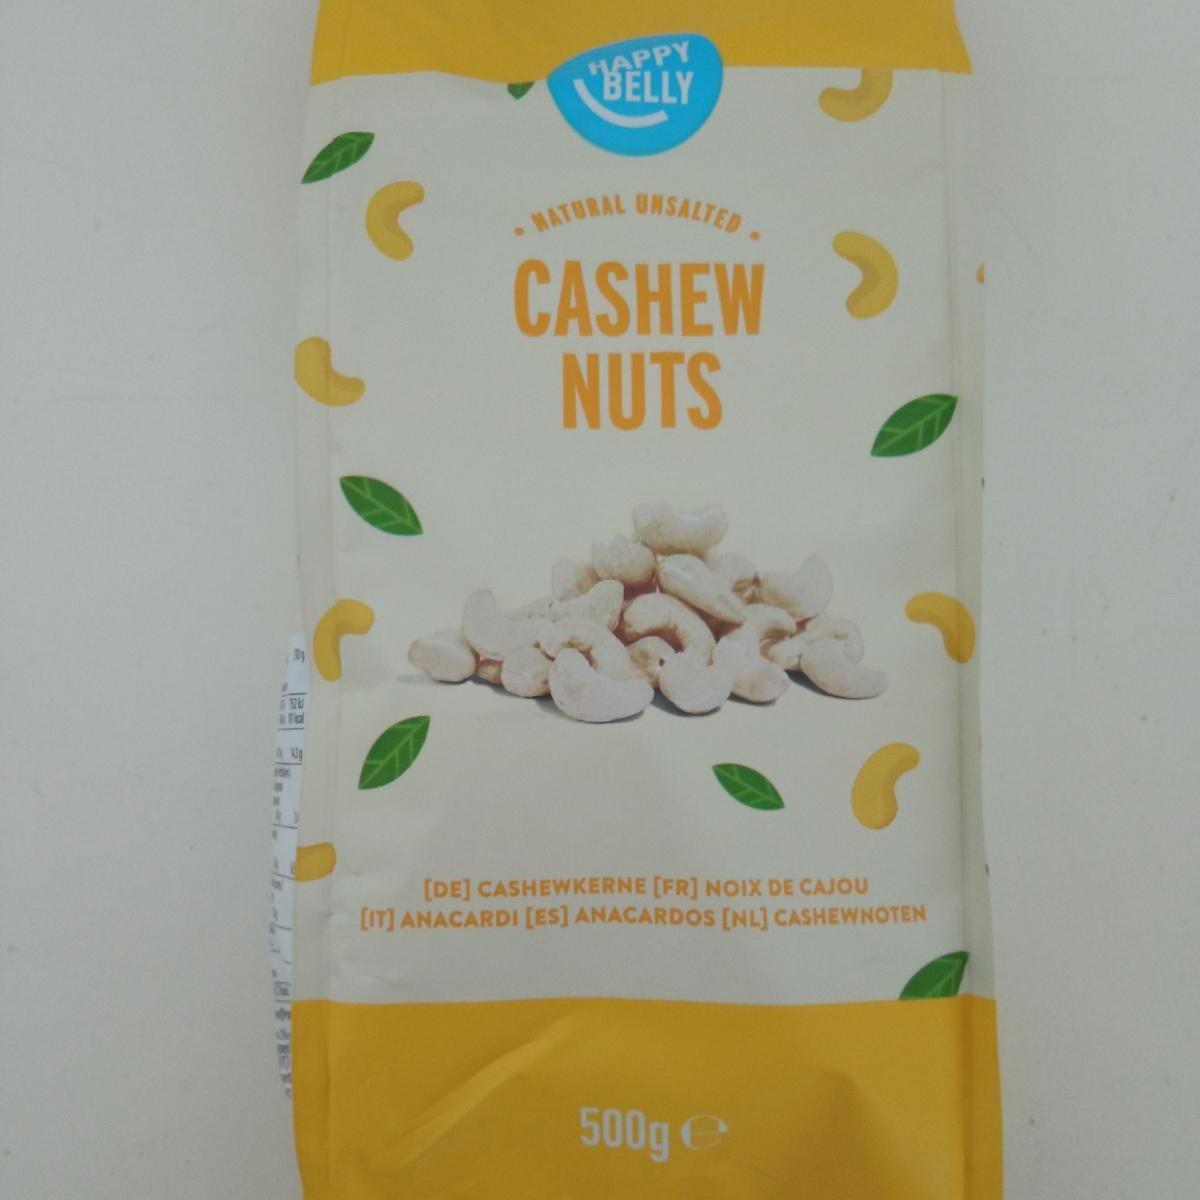 HAPPY
BELLY
• NATURAL UNSALTED •
CASHEW
NUTS
[DE] CASHEWKERNE [FR] NOIX DE CAJOU
[IT] ANACARDI [ES] ANACARDOS [NL] CASHEWNOTEN
500g ℮